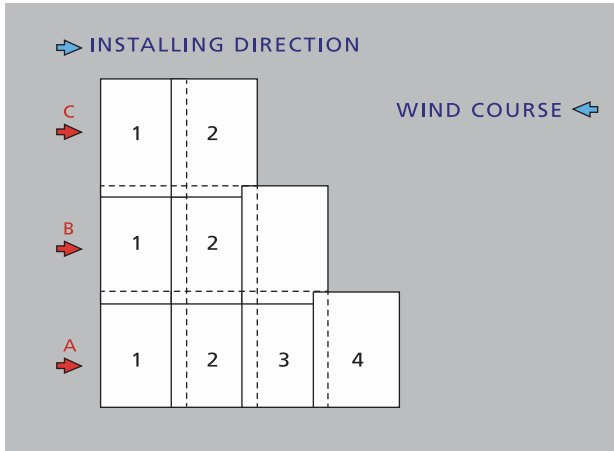 INSTALLING DIRECTION
WIND COURSE
C
1 2
B
1 2
A
1 2 3 4